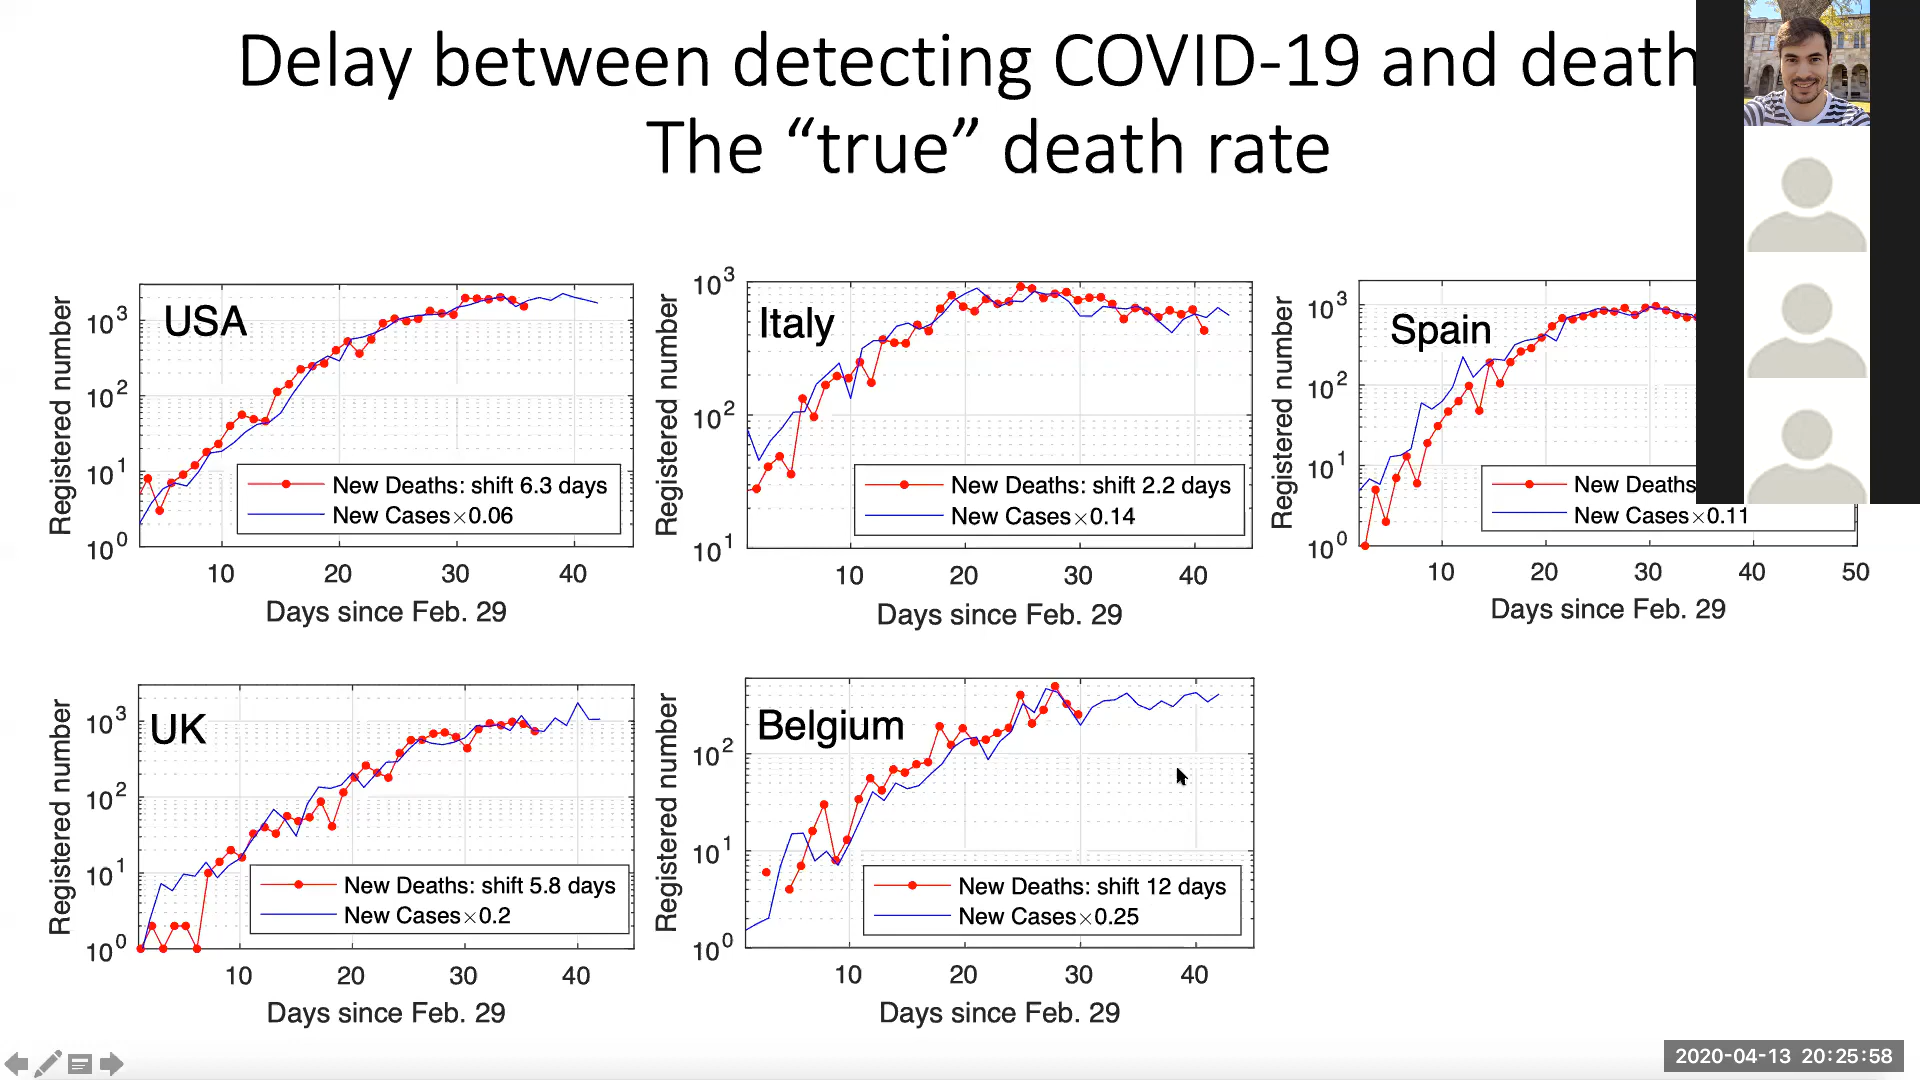 Delay between detecting COVID-19 and death
The “true” death rate
USA
Registered number
10^3
10^2
10^1
10^0
New Deaths: shift 6.3 days
New Cases×0.06
10
20
30
40
Days since Feb. 29
Italy
Registered number
10^3
10^2
10^1
New Deaths: shift 2.2 days
New Cases×0.14
10
20
30
40
Days since Feb. 29
Spain
Registered number
10^3
10^2
10^1
10^0
New Deaths
New Cases×0.11
10
20
30
40
50
Days since Feb. 29
UK
Registered number
10^3
10^2
10^1
10^0
New Deaths: shift 5.8 days
New Cases×0.2
10
20
30
40
Days since Feb. 29
Belgium
Registered number
10^2
10^1
10^0
New Deaths: shift 12 days
New Cases×0.25
10
20
30
40
Days since Feb. 29
2020-04-13 20:25:58